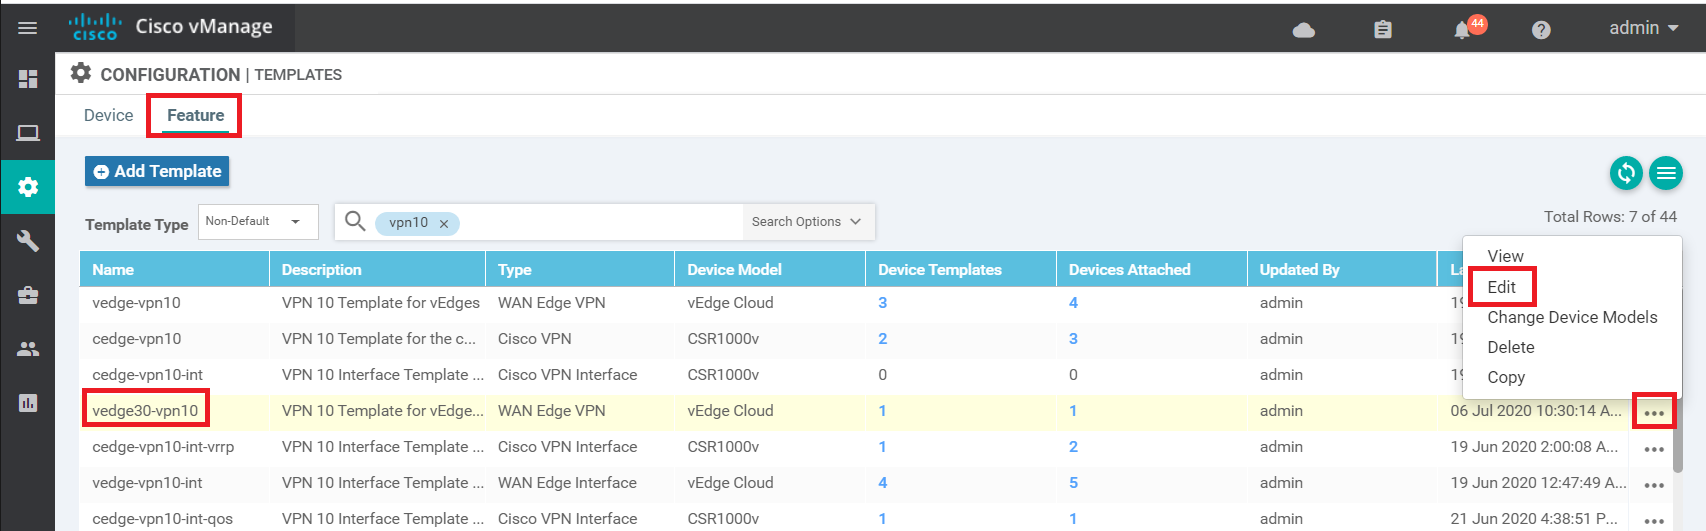 cisco Cisco vManage 44 admin
CONFIGURATION | TEMPLATES
Device Feature
Add Template
Template Type Non-Default vpn10 × Search Options Total Rows: 7 of 44
Name Description Type Device Model Device Templates Devices Attached Updated By La
vedge-vpn10 VPN 10 Template for vEdges WAN Edge VPN vEdge Cloud 3 4 admin 19
cedge-vpn10 VPN 10 Template for the c... Cisco VPN CSR1000v 2 3 admin 19
cedge-vpn10-int VPN 10 Interface Template ... Cisco VPN Interface CSR1000v 0 0 admin 19
vedge30-vpn10 VPN 10 Template for vEdge... WAN Edge VPN vEdge Cloud 1 1 admin 06 Jul 2020 10:30:14 A... •••
cedge-vpn10-int-vrrp VPN 10 Interface Template ... Cisco VPN Interface CSR1000v 1 2 admin 19 Jun 2020 2:00:08 A... •••
vedge-vpn10-int VPN 10 Interface Template ... WAN Edge Interface vEdge Cloud 4 5 admin 19 Jun 2020 12:47:49 A... •••
cedge-vpn10-int-qos VPN 10 Interface Template ... Cisco VPN Interface CSR1000v 1 1 admin 21 Jun 2020 4:38:51 P... •••
View
Edit
Change Device Models
Delete
Copy